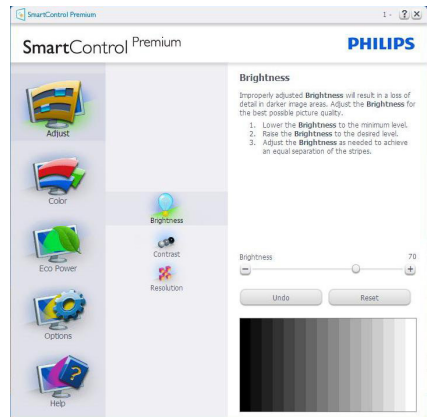 SmartControl Premium
1 - ? X
SmartControl Premium
PHILIPS
Adjust
Color
Eco Power
Options
Help
Brightness
Contrast
Resolution
Brightness
Improperly adjusted Brightness will result in a loss of
detail in darker image areas. Adjust the Brightness for
the best possible picture quality.
1. Lower the Brightness to the minimum level.
2. Raise the Brightness to the desired level.
3. Adjust the Brightness as needed to achieve
an equal separation of the stripes.
Brightness 70
Undo Reset